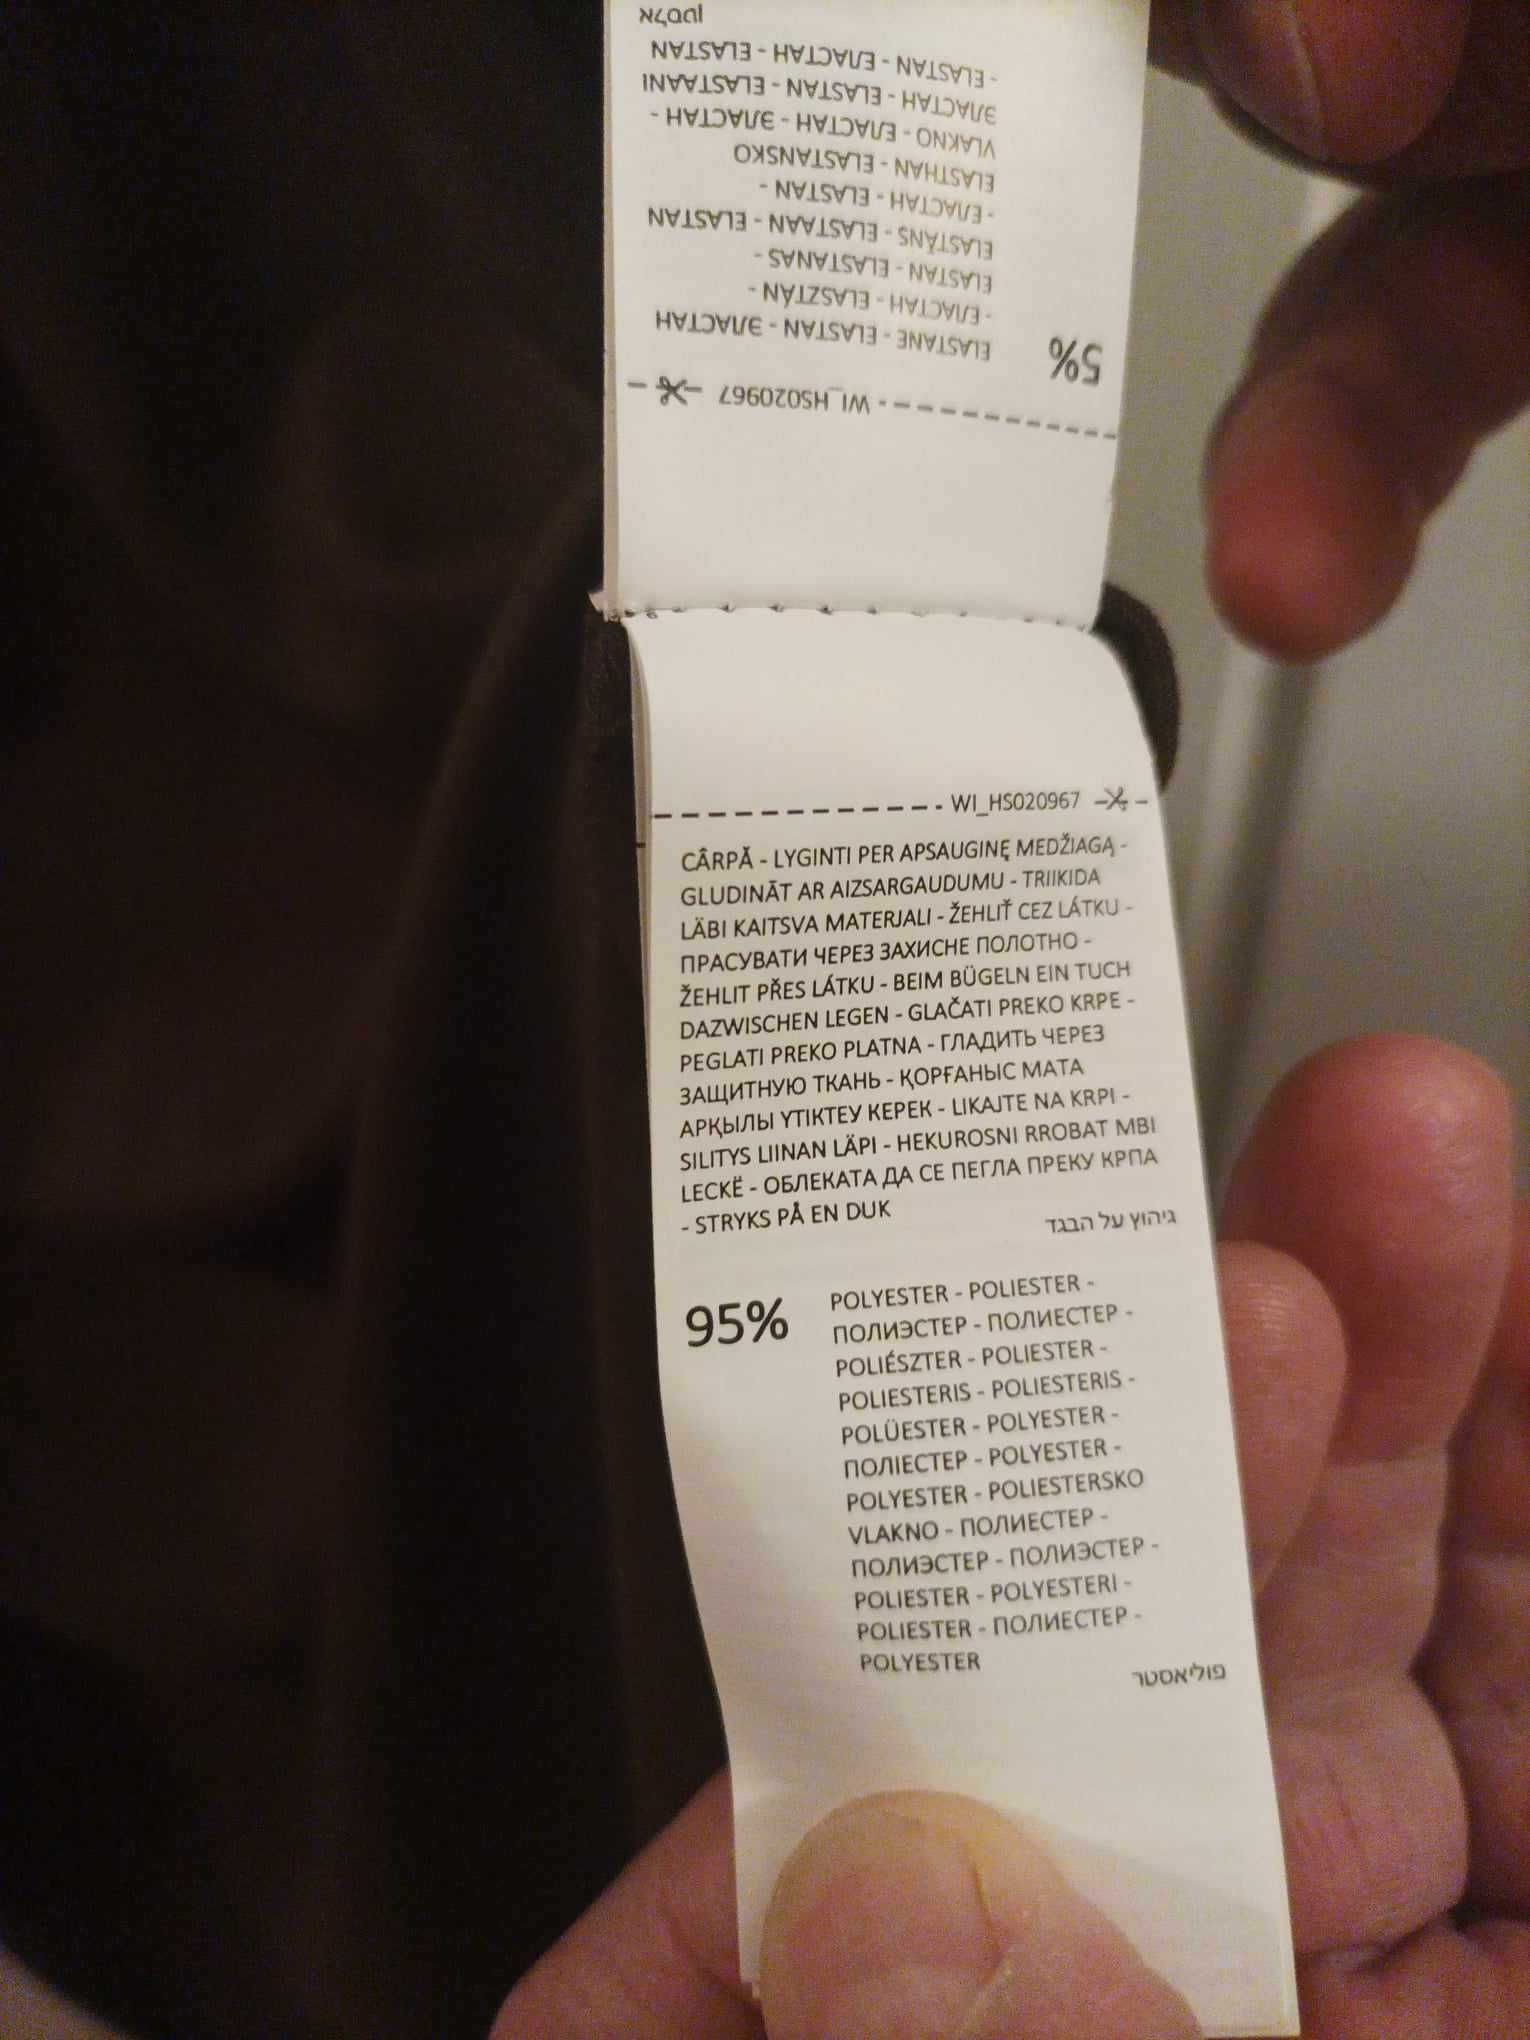 WI_HS020967
5%
ELASTANE - ELASTAN - ЭЛАСТАН
- ЕЛАСТАН - ELASZTÁN -
ELASTAN - ELASTANAS -
ELASTĀNS - ELASTAAN - ELASTAN
- ЕЛАСТАН - ELASTAN -
ELASTHAN - ELASTANSKO
VLAKNO - ЕЛАСТАН - ЭЛАСТАН -
ЭЛАСТАН - ELASTAN - ELASTAANI
- ELASTAN - ЕЛАСТАН - ELASTAN
אלסטן
WI_HS020967
CÂRPĂ - LYGINTI PER APSAUGINĘ MEDŽIAGĄ -
GLUDINĀT AR AIZSARGAUDUMU - TRIIKIDA
LÄBI KAITSVA MATERJALI - ŽEHLIŤ CEZ LÁTKU -
ПРАСУВАТИ ЧЕРЕЗ ЗАХИСНЕ ПОЛОТНО -
ŽEHLIT PŘES LÁTKU - BEIM BÜGELN EIN TUCH
DAZWISCHEN LEGEN - GLAČATI PREKO KRPE -
PEGLATI PREKO PLATNA - ГЛАДИТЬ ЧЕРЕЗ
ЗАЩИТНУЮ ТКАНЬ - ҚОРҒАНЫС МАТА
АРҚЫЛЫ ҮТІКТЕУ КЕРЕК - LIKAJTE NA KRPI -
SILITYS LIINAN LÄPI - HEKUROSNI RROBAT MBI
LECKË - ОБЛЕКАТА ДА СЕ ПЕГЛА ПРЕКУ КРПА
- STRYKS PÅ EN DUK
גיהוץ על הבגד
95%
POLYESTER - POLIESTER -
ПОЛИЭСТЕР - ПОЛИЕСТЕР -
POLIÉSZTER - POLIESTER -
POLIESTERIS - POLIESTERIS -
POLÜESTER - POLYESTER -
ПОЛІЕСТЕР - POLYESTER -
POLYESTER - POLIESTERSKO
VLAKNO - ПОЛИЕСТЕР -
ПОЛИЭСТЕР - ПОЛИЭСТЕР -
POLIESTER - POLYESTERI -
POLIESTER - ПОЛИЕСТЕР -
POLYESTER
פוליאסטר